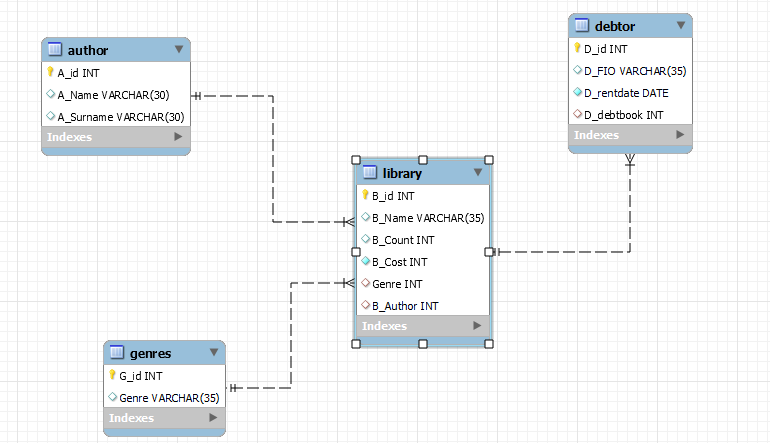 author
A_id INT
A_Name VARCHAR(30)
A_Surname VARCHAR(30)
Indexes
debtor
D_id INT
D_FIO VARCHAR(35)
D_rentdate DATE
D_debtbook INT
Indexes
library
B_id INT
B_Name VARCHAR(35)
B_Count INT
B_Cost INT
Genre INT
B_Author INT
Indexes
genres
G_id INT
Genre VARCHAR(35)
Indexes